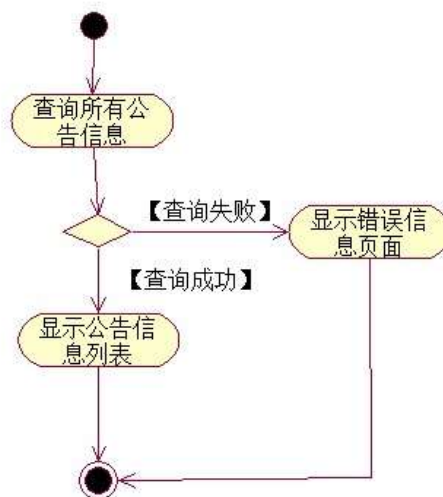 查询所有公
告信息
【查询失败】
显示错误信
息页面
【查询成功】
显示公告信
息列表